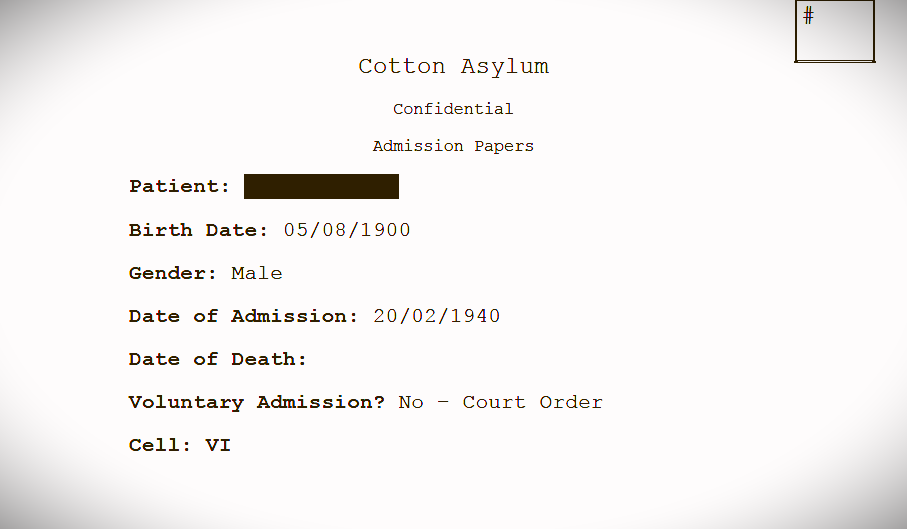 #
Cotton Asylum
Confidential
Admission Papers
Patient:
Birth Date: 05/08/1900
Gender: Male
Date of Admission: 20/02/1940
Date of Death:
Voluntary Admission? No – Court Order
Cell: VI